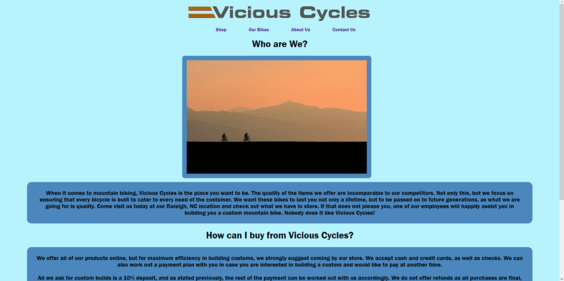 Vicious Cycles
Shop Our Bikes About Us Contact Us
Who are We?
When it comes to mountain biking, Vicious Cycles is the place you want to be. The quality of the items we offer are incomparable to our competitors. Not only this, but we focus on
ensuring that every bicycle is built to cater to every need of the customer. We want these bikes to last you not only a lifetime, but to be passed on to future generations, as what we are
going for is quality. Come visit us today at our Raleigh, NC location and check out what we have in store. If that does not please you, one of our employees will happily assist you in
building you a custom mountain bike. Nobody does it like Vicious Cycles!
How can I buy from Vicious Cycles?
We offer all of our products online, but for maximum efficiency in building customs, we strongly suggest coming by our store. We accept cash and credit cards, as well as checks. We can
also work out a payment plan with you in case you are interested in building a custom and would like to pay at another time.
All we ask for custom builds is a 10% deposit, and as stated previously, the rest of the payment can be worked out with us accordingly. We do not offer refunds as all purchases are final,